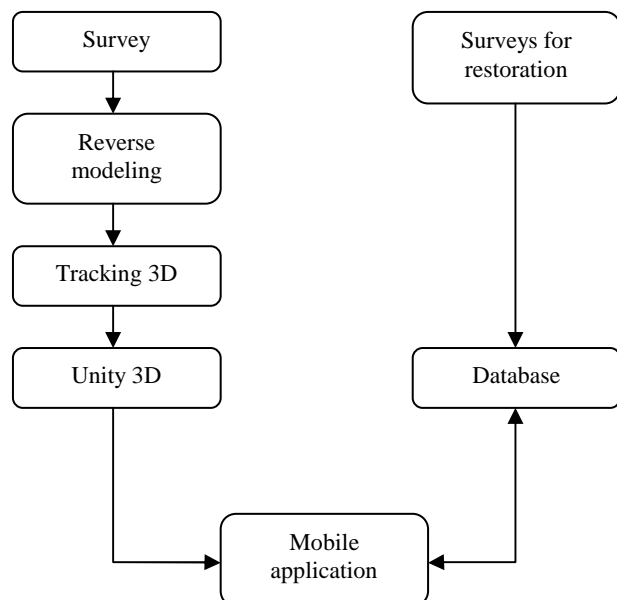 Survey
Surveys for
restoration
Reverse
modeling
Tracking 3D
Unity 3D
Database
Mobile
application